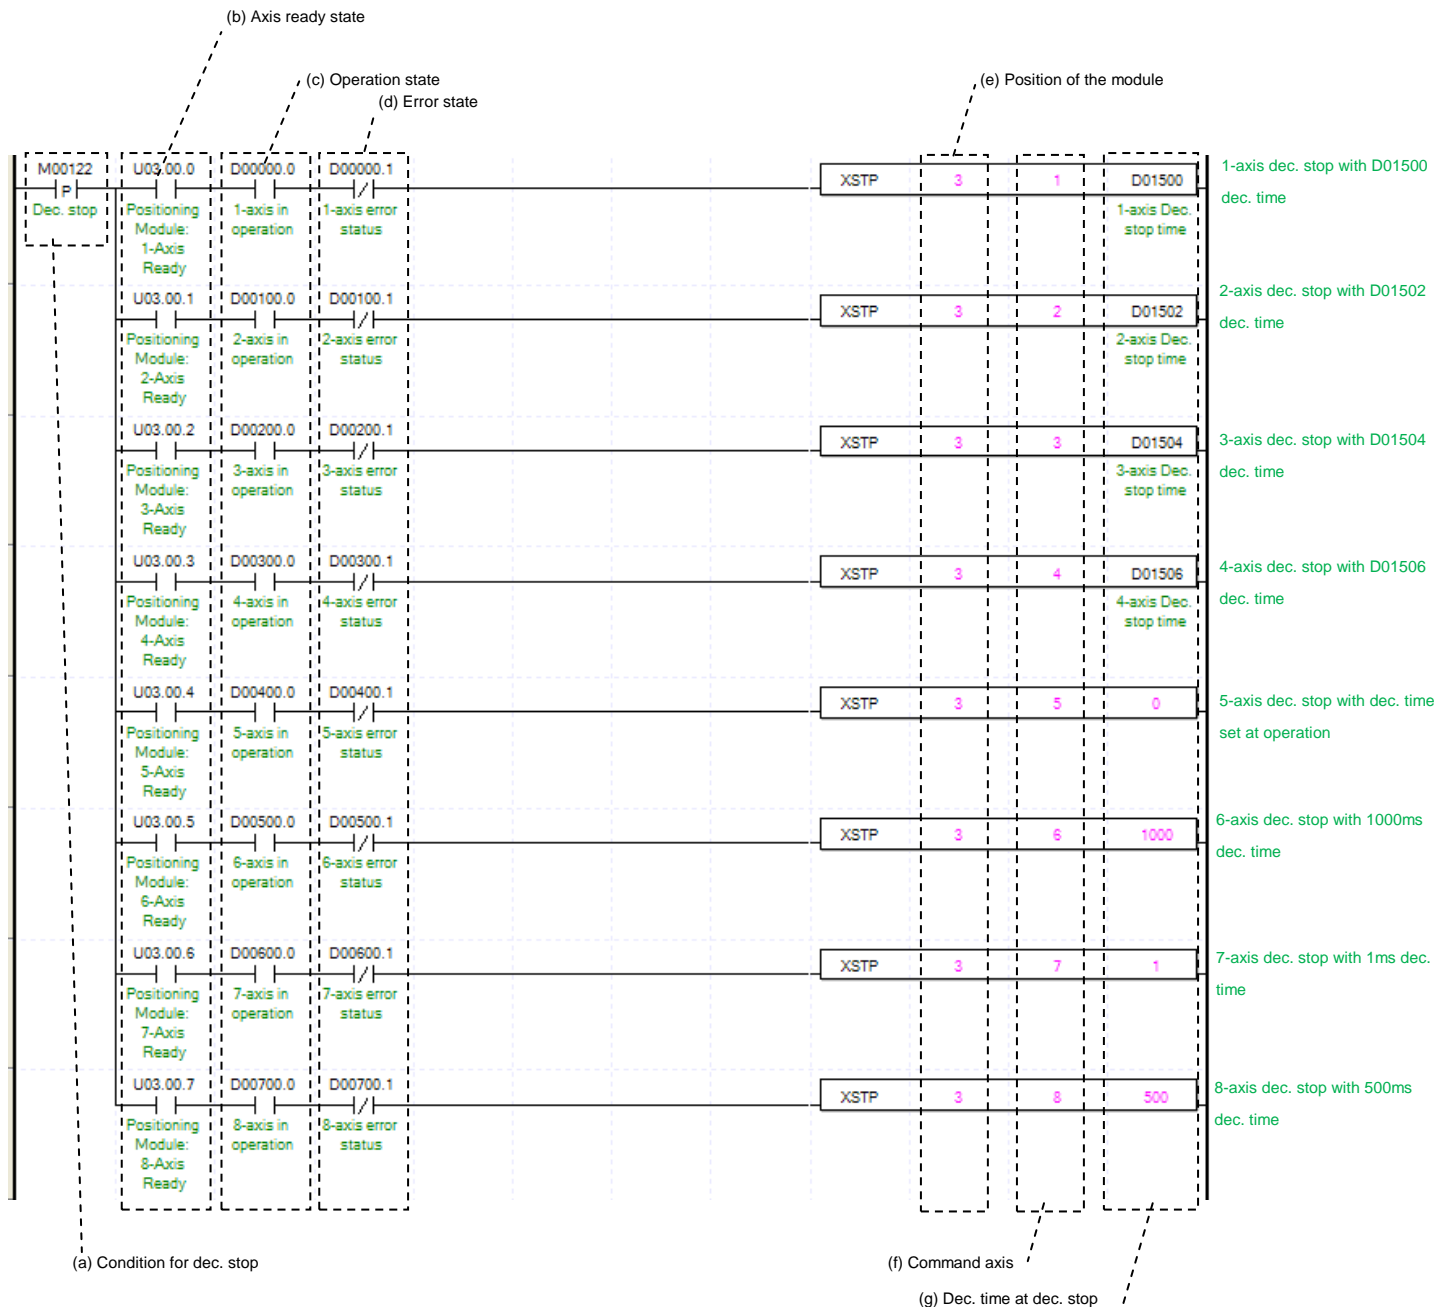 (b) Axis ready state
(c) Operation state
(e) Position of the module
(d) Error state
M00122
P
Dec. stop
U03.00.0
D00000.0
D00000.1
Positioning
Module:
1-Axis
Ready
1-axis in
operation
1-axis error
status
XSTP
3
1
D01500
1-axis Dec.
stop time
1-axis dec. stop with D01500
dec. time
U03.00.1
D00100.0
D00100.1
Positioning
Module:
2-Axis
Ready
2-axis in
operation
2-axis error
status
XSTP
3
2
D01502
2-axis Dec.
stop time
2-axis dec. stop with D01502
dec. time
U03.00.2
D00200.0
D00200.1
Positioning
Module:
3-Axis
Ready
3-axis in
operation
3-axis error
status
XSTP
3
3
D01504
3-axis Dec.
stop time
3-axis dec. stop with D01504
dec. time
U03.00.3
D00300.0
D00300.1
Positioning
Module:
4-Axis
Ready
4-axis in
operation
4-axis error
status
XSTP
3
4
D01506
4-axis Dec.
stop time
4-axis dec. stop with D01506
dec. time
U03.00.4
D00400.0
D00400.1
Positioning
Module:
5-Axis
Ready
5-axis in
operation
5-axis error
status
XSTP
3
5
0
5-axis dec. stop with dec. time
set at operation
U03.00.5
D00500.0
D00500.1
Positioning
Module:
6-Axis
Ready
6-axis in
operation
6-axis error
status
XSTP
3
6
1000
6-axis dec. stop with 1000ms
dec. time
U03.00.6
D00600.0
D00600.1
Positioning
Module:
7-Axis
Ready
7-axis in
operation
7-axis error
status
XSTP
3
7
1
7-axis dec. stop with 1ms dec.
time
U03.00.7
D00700.0
D00700.1
Positioning
Module:
8-Axis
Ready
8-axis in
operation
8-axis error
status
XSTP
3
8
500
8-axis dec. stop with 500ms
dec. time
(a) Condition for dec. stop
(f) Command axis
(g) Dec. time at dec. stop